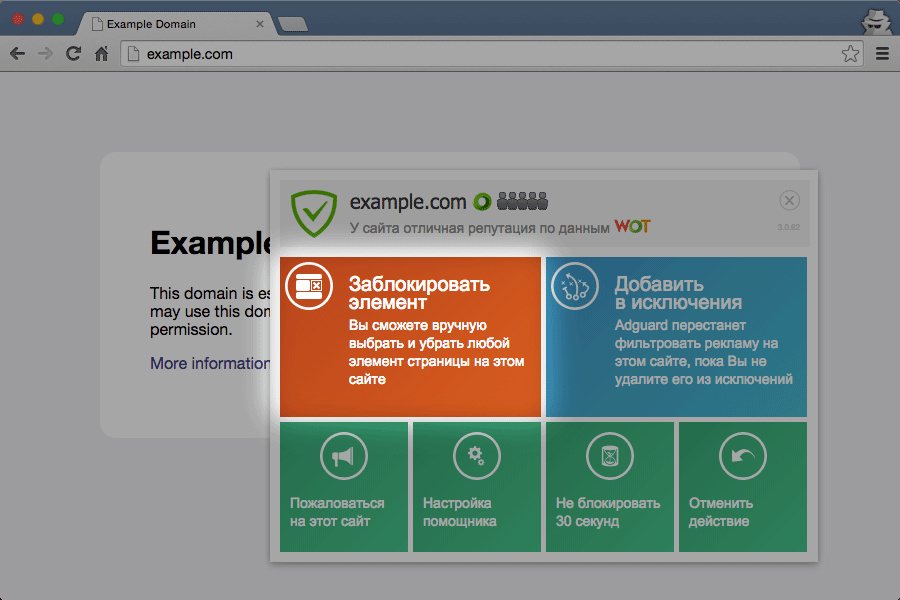 Example Domain
example.com
example.com
У сайта отличная репутация по данным WOT
3.0.62
Example
This domain is es
may use this dom
permission.
More information
Заблокировать
элемент
Вы сможете вручную
выбрать и убрать любой
элемент страницы на этом
сайте
Добавить
в исключения
Adguard перестанет
фильтровать рекламу на
этом сайте, пока Вы не
удалите его из исключений
Пожаловаться
на этот сайт
Настройка
помощника
Не блокировать
30 секунд
Отменить
действие